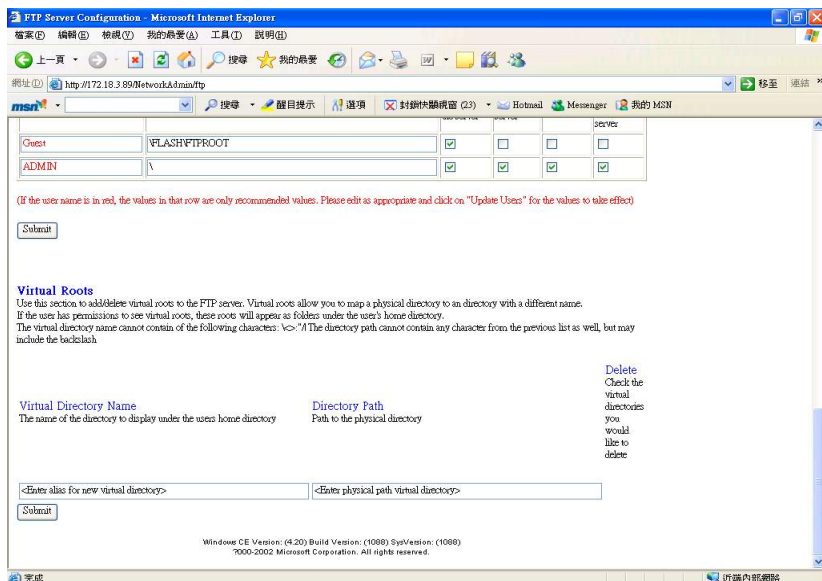 FTP Server Configuration - Microsoft Internet Explorer
檔案(F) 編輯(E) 檢視(V) 我的最愛(A) 工具(T) 說明(H)
上一頁 搜尋 我的最愛
網址(D) http://172.18.3.89/NetworkAdmin/ftp 移至 連結 »
msn 搜尋 醒目提示 選項 封鎖快顯視窗 (23) Hotmail Messenger 我的 MSN
server
Guest \FLASH\FTPROOT
ADMIN \
(If the user name is in red, the values in that row are only recommended values. Please edit as appropriate and click on "Update Users" for the values to take effect)
Submit
Virtual Roots
Use this section to add/delete virtual roots to the FTP server. Virtual roots allow you to map a physical directory to an directory with a different name.
If the user has permissions to see virtual roots, these roots will appear as folders under the user's home directory.
The virtual directory name cannot contain of the following characters: \<>:"/| The directory path cannot contain any character from the previous list as well, but may
include the backslash
Delete
Check the
virtual
directories
you
would
like to
delete
Virtual Directory Name
The name of the directory to display under the users home directory
Directory Path
Path to the physical directory
<Enter alias for new virtual directory>
<Enter physical path virtual directory>
Submit
Windows CE Version: (4.20) Build Version: (1088) SysVersion: (1088)
?000-2002 Microsoft Corporation. All rights reserved.
完成 近端內部網路